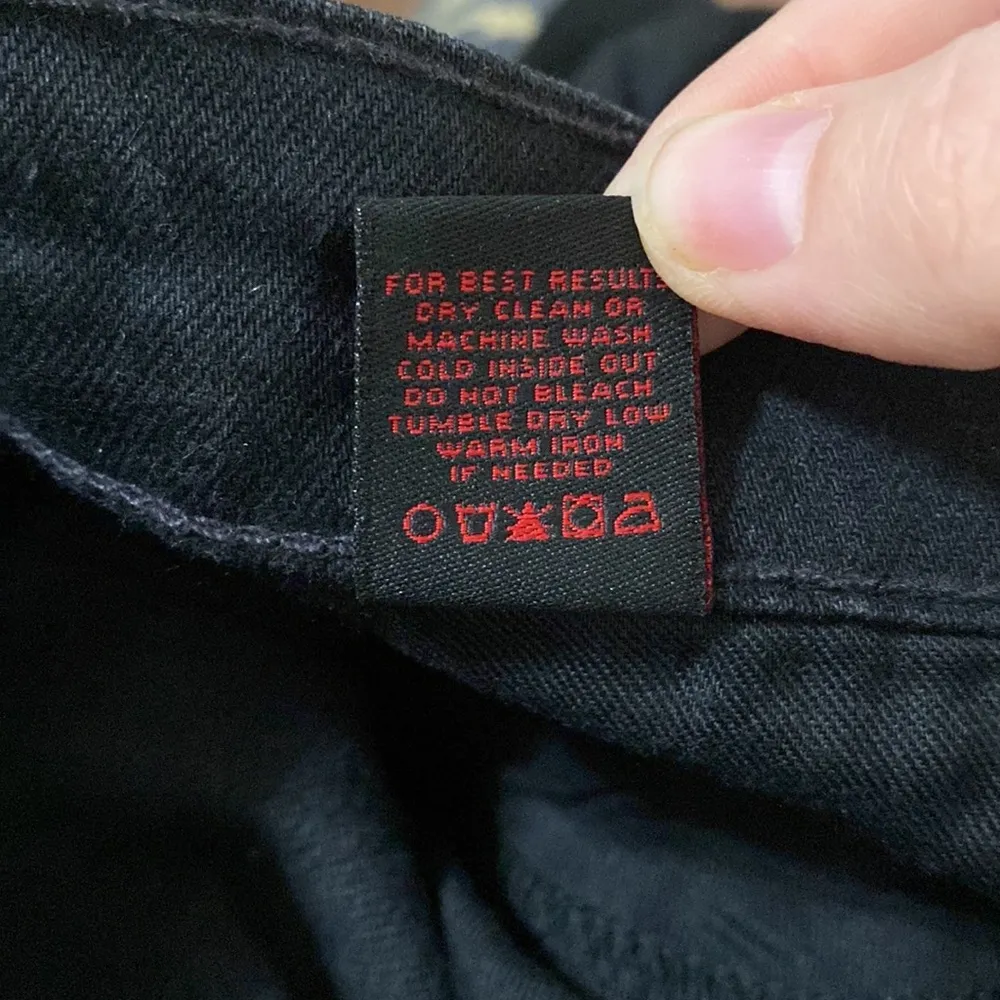 FOR BEST RESULTS
DRY CLEAN OR
MACHINE WASH
COLD INSIDE OUT
DO NOT BLEACH
TUMBLE DRY LOW
WARM IRON
IF NEEDED